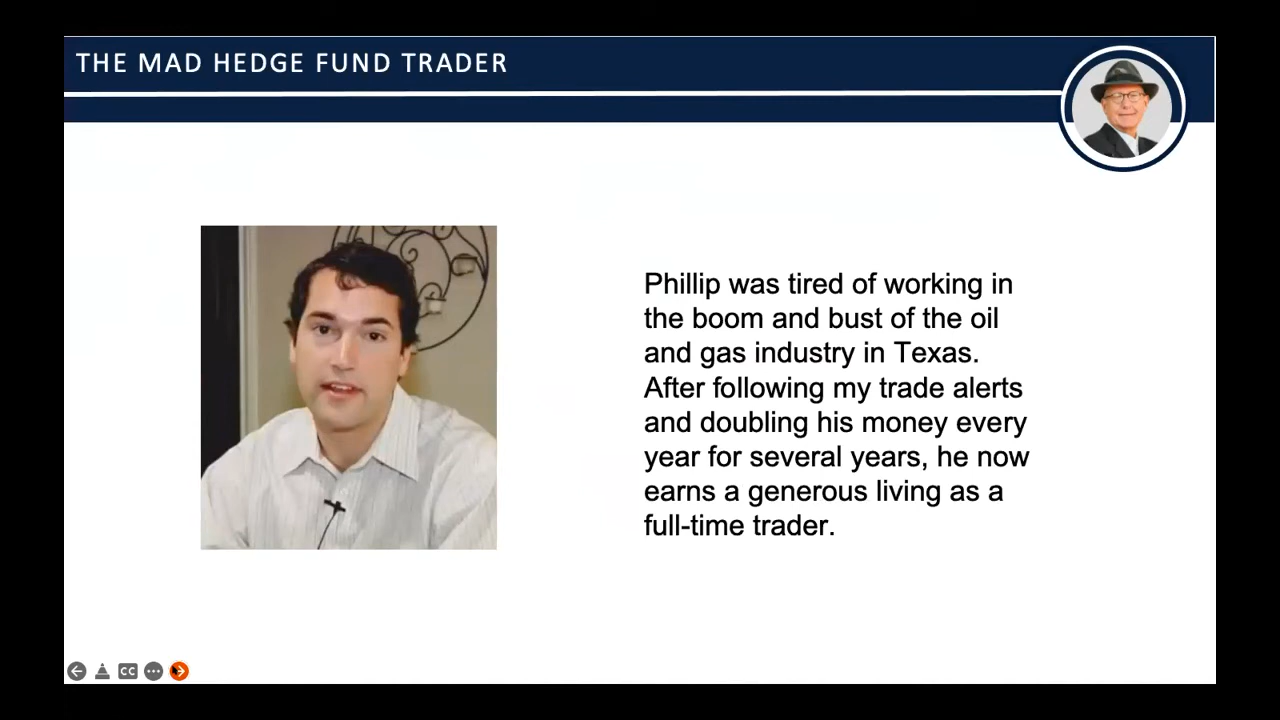 THE MAD HEDGE FUND TRADER
Phillip was tired of working in
the boom and bust of the oil
and gas industry in Texas.
After following my trade alerts
and doubling his money every
year for several years, he now
earns a generous living as a
full-time trader.
CC